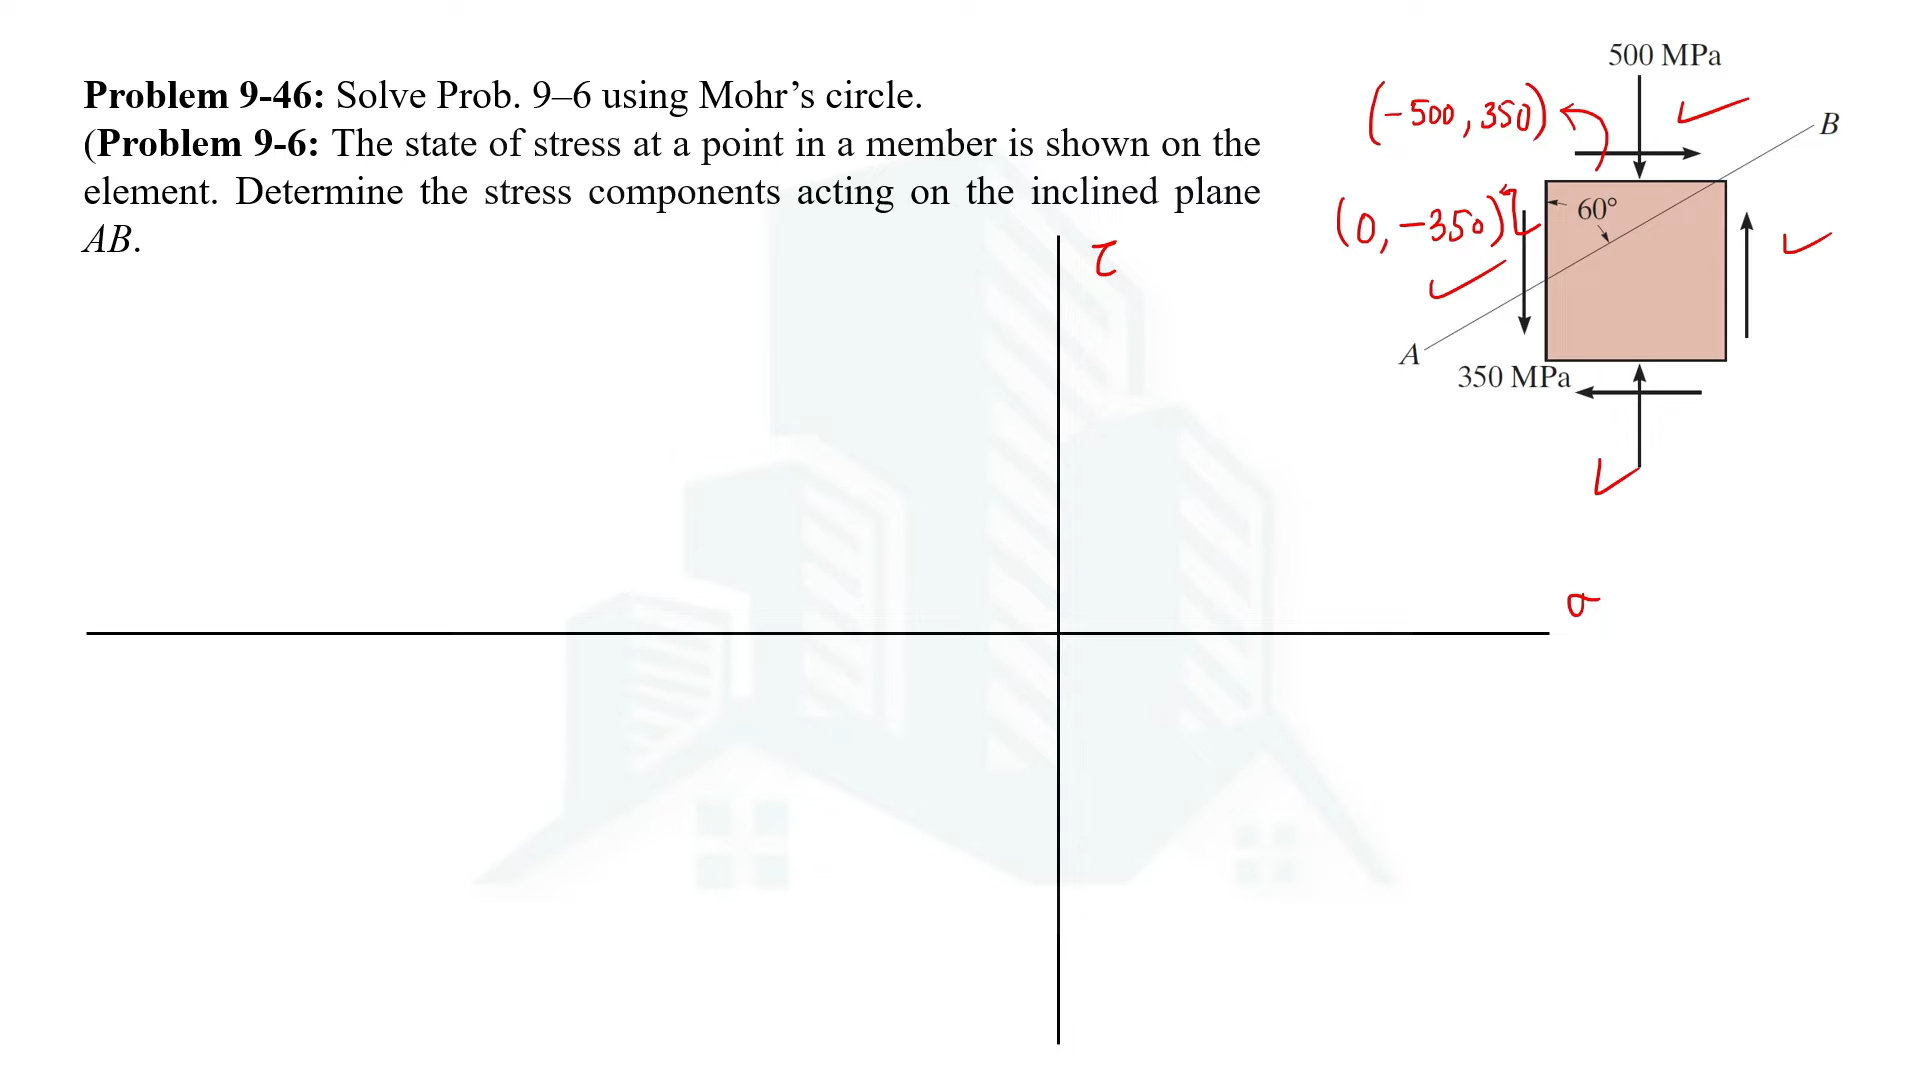 Problem 9-46: Solve Prob. 9–6 using Mohr’s circle.
(Problem 9-6: The state of stress at a point in a member is shown on the
element. Determine the stress components acting on the inclined plane
AB.
500 MPa
(-500, 350)
B
60°
(0, -350)
τ
A
350 MPa
σ